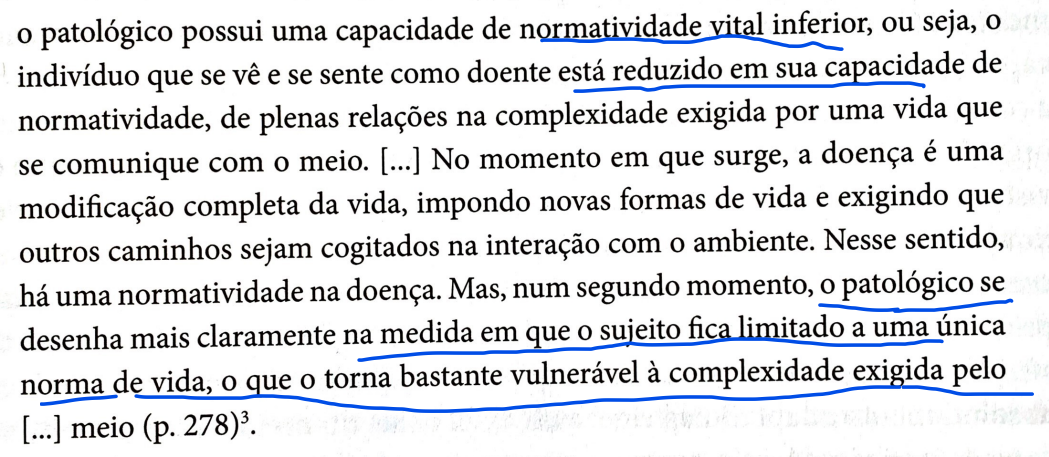 o patológico possui uma capacidade de normatividade vital inferior, ou seja, o
indivíduo que se vê e se sente como doente está reduzido em sua capacidade de
normatividade, de plenas relações na complexidade exigida por uma vida que
se comunique com o meio. [...] No momento em que surge, a doença é uma
modificação completa da vida, impondo novas formas de vida e exigindo que
outros caminhos sejam cogitados na interação com o ambiente. Nesse sentido,
há uma normatividade na doença. Mas, num segundo momento, o patológico se
desenha mais claramente na medida em que o sujeito fica limitado a uma única
norma de vida, o que o torna bastante vulnerável à complexidade exigida pelo
[...] meio (p. 278)³.